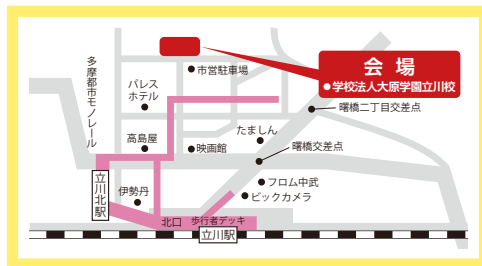 会場
●学校法人大原学園立川校
多摩都市モノレール
●市営駐車場
パレス
ホテル
●曙橋二丁目交差点
たましん
高島屋
●映画館
曙橋交差点
立川北駅
伊勢丹
●フロム中武
●ビックカメラ
北口
歩行者デッキ
立川駅